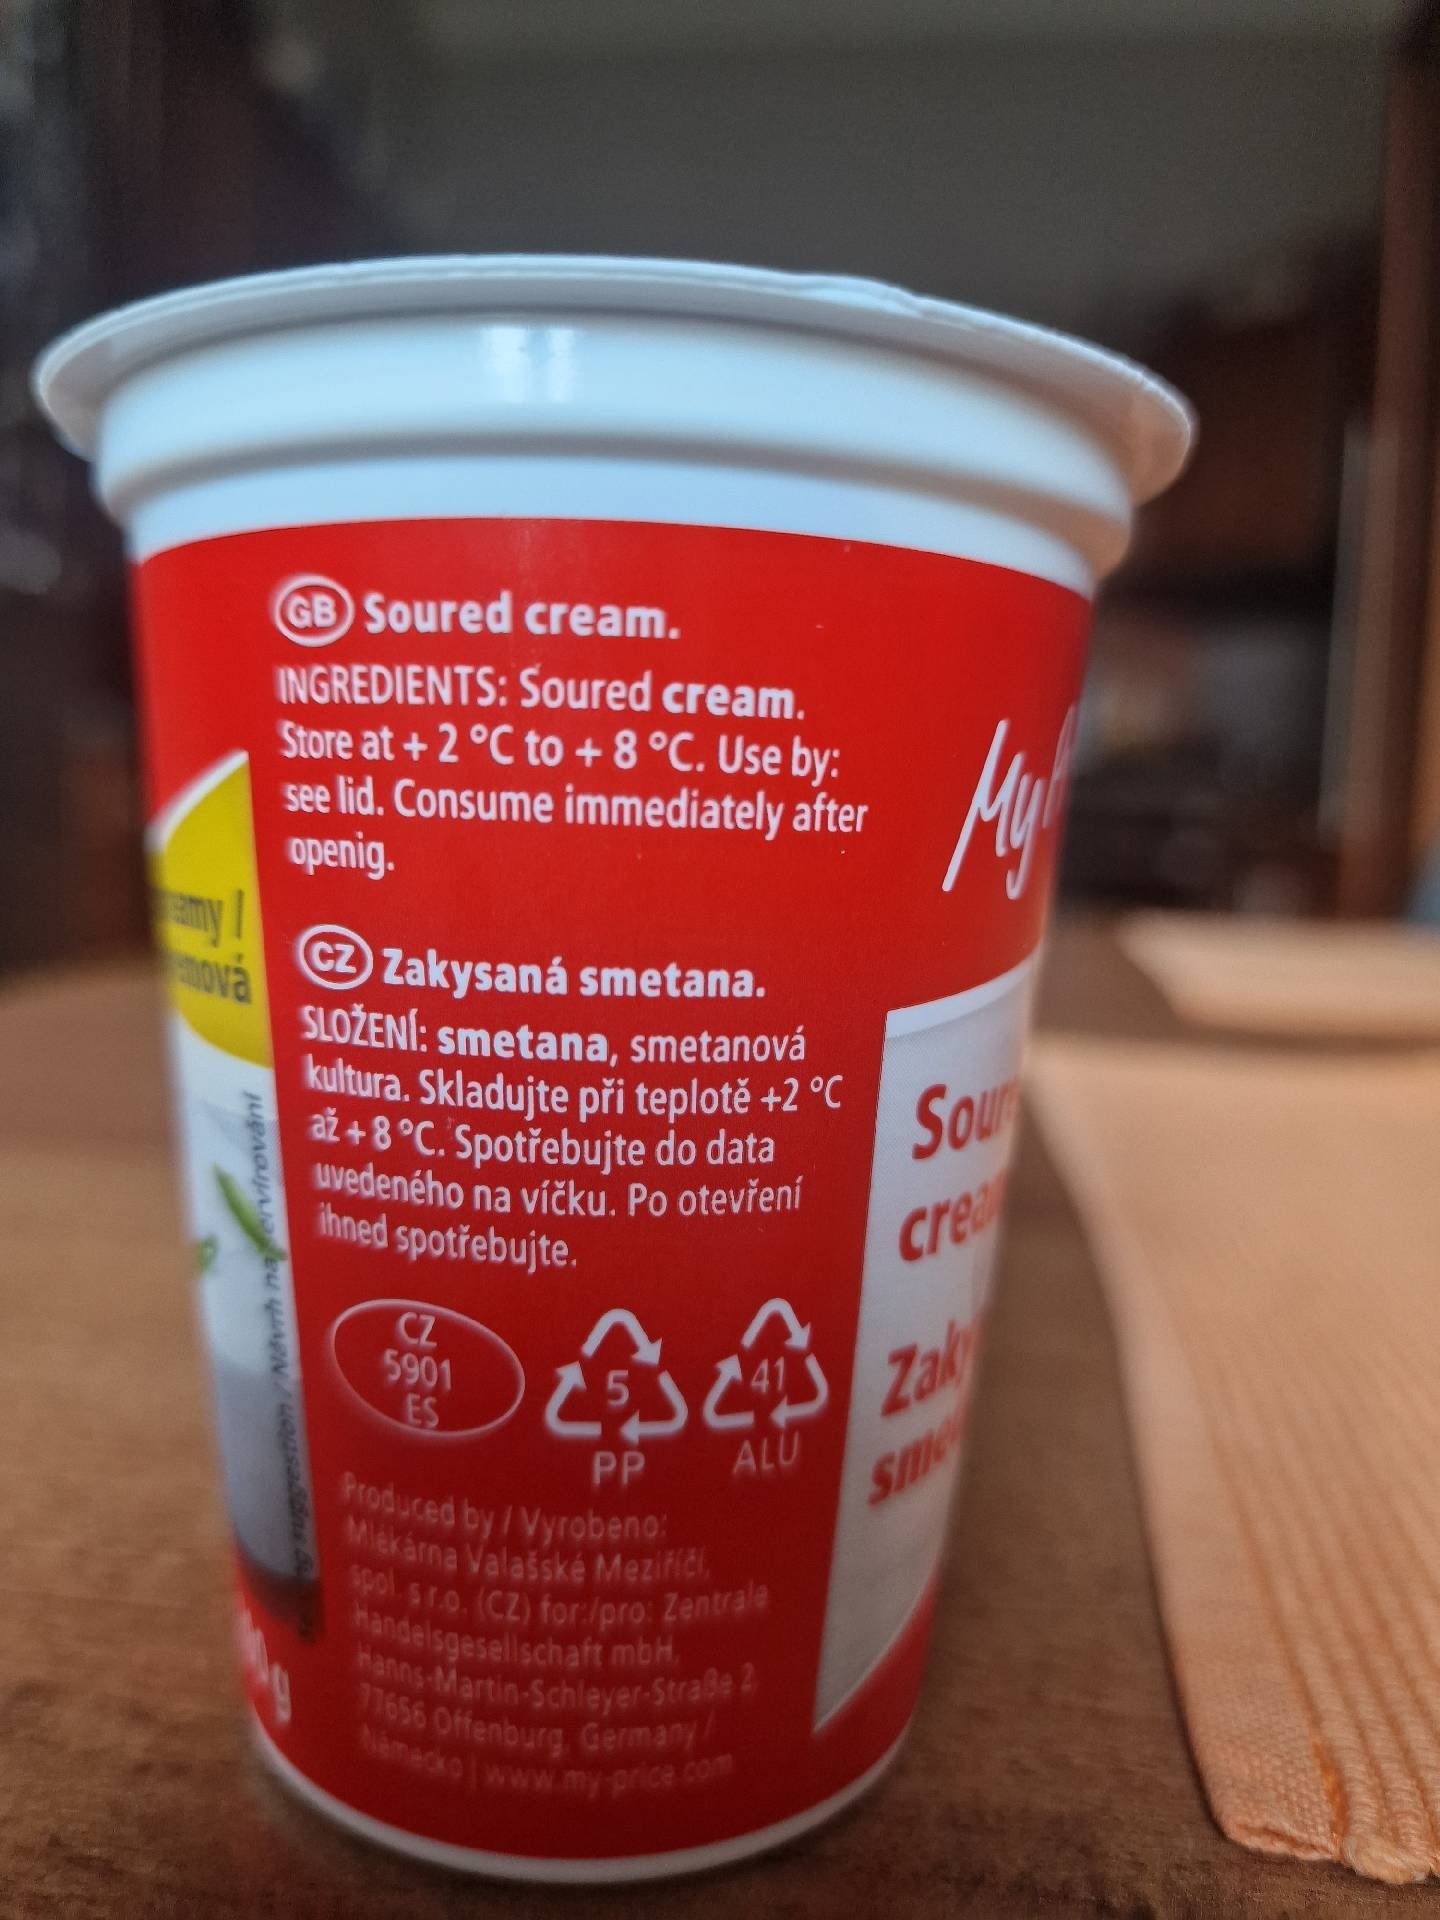 GB Soured cream.
INGREDIENTS: Soured cream.
Store at + 2 °C to + 8 °C. Use by:
see lid. Consume immediately after
openig.
CZ Zakysaná smetana.
SLOŽENÍ: smetana, smetanová
kultura. Skladujte při teplotě +2 °C
až + 8 °C. Spotřebujte do data
uvedeného na víčku. Po otevření
ihned spotřebujte.
CZ
5901
ES
5
PP
41
ALU
Produced by / Vyrobeno:
Mlékárna Valašské Meziříčí,
spol. s r.o. (CZ) for:/pro: Zentrale
Handelsgesellschaft mbH,
Hanns-Martin-Schleyer-Straße 2
77656 Offenburg, Germany /
Německo | www.my-price.com
suggestion / Návrh na servírování
My